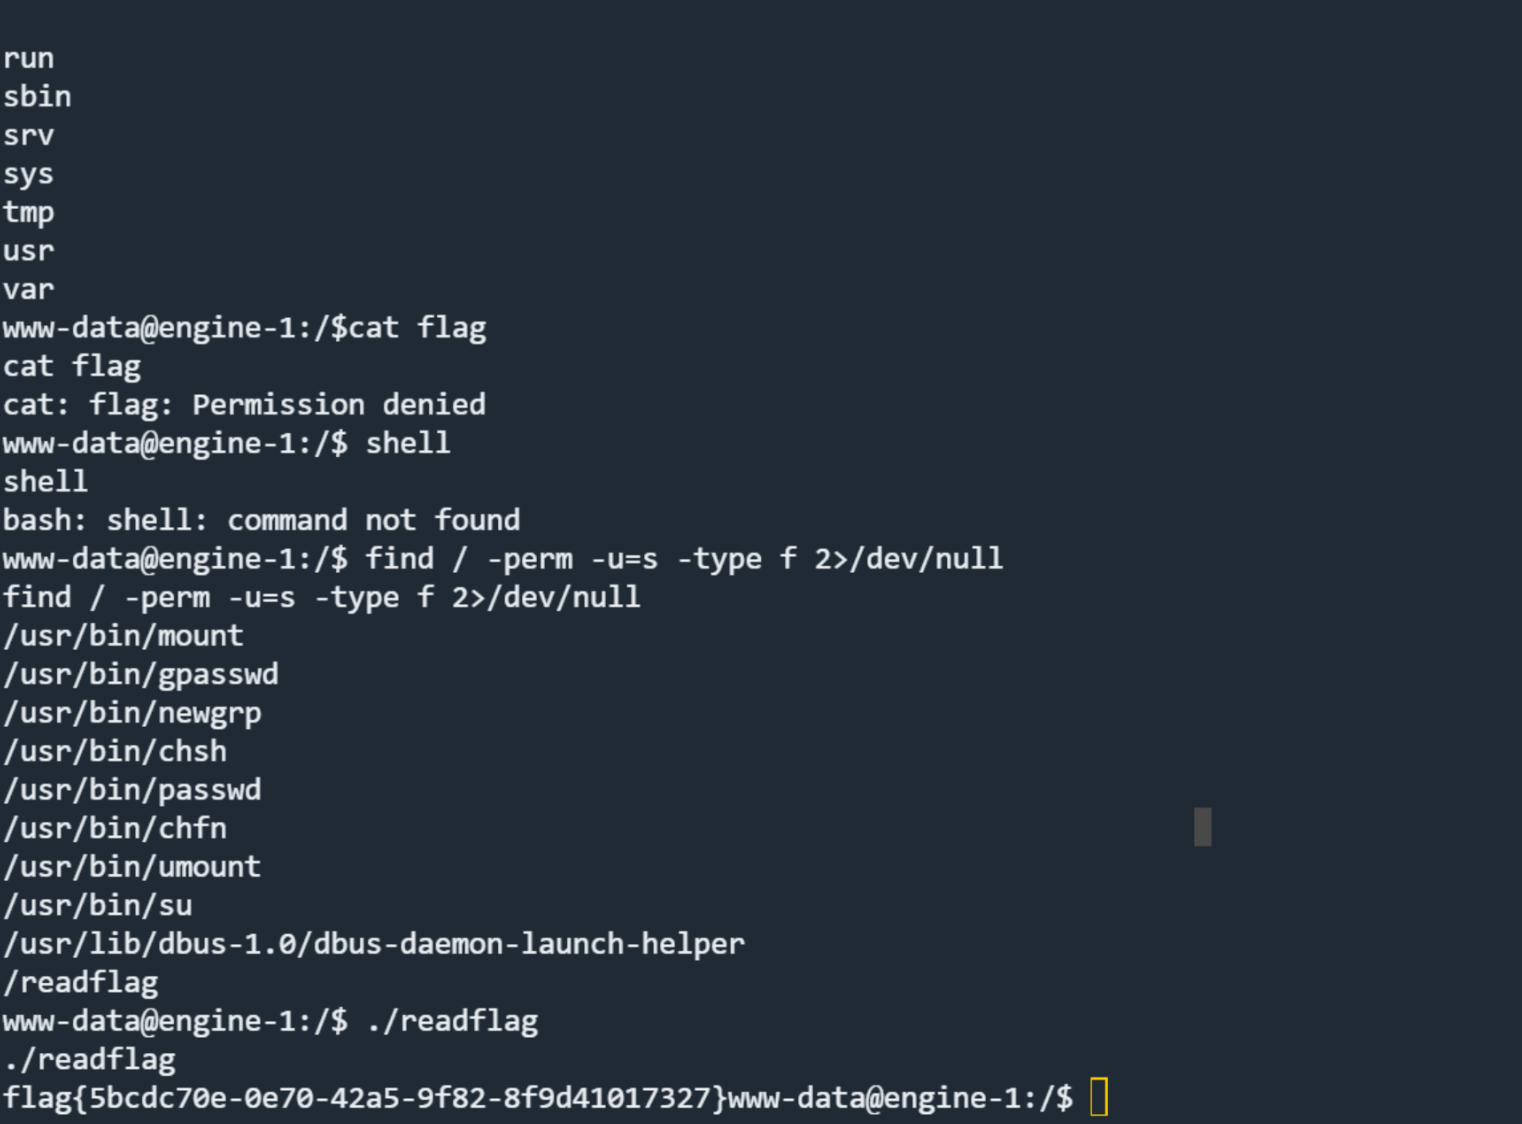 run
sbin
srv
sys
tmp
usr
var
www-data@engine-1:/$cat flag
cat flag
cat: flag: Permission denied
www-data@engine-1:/$ shell
shell
bash: shell: command not found
www-data@engine-1:/$ find / -perm -u=s -type f 2>/dev/null
find / -perm -u=s -type f 2>/dev/null
/usr/bin/mount
/usr/bin/gpasswd
/usr/bin/newgrp
/usr/bin/chsh
/usr/bin/passwd
/usr/bin/chfn
/usr/bin/umount
/usr/bin/su
/usr/lib/dbus-1.0/dbus-daemon-launch-helper
/readflag
www-data@engine-1:/$ ./readflag
./readflag
flag{5bcdc70e-0e70-42a5-9f82-8f9d41017327}www-data@engine-1:/$